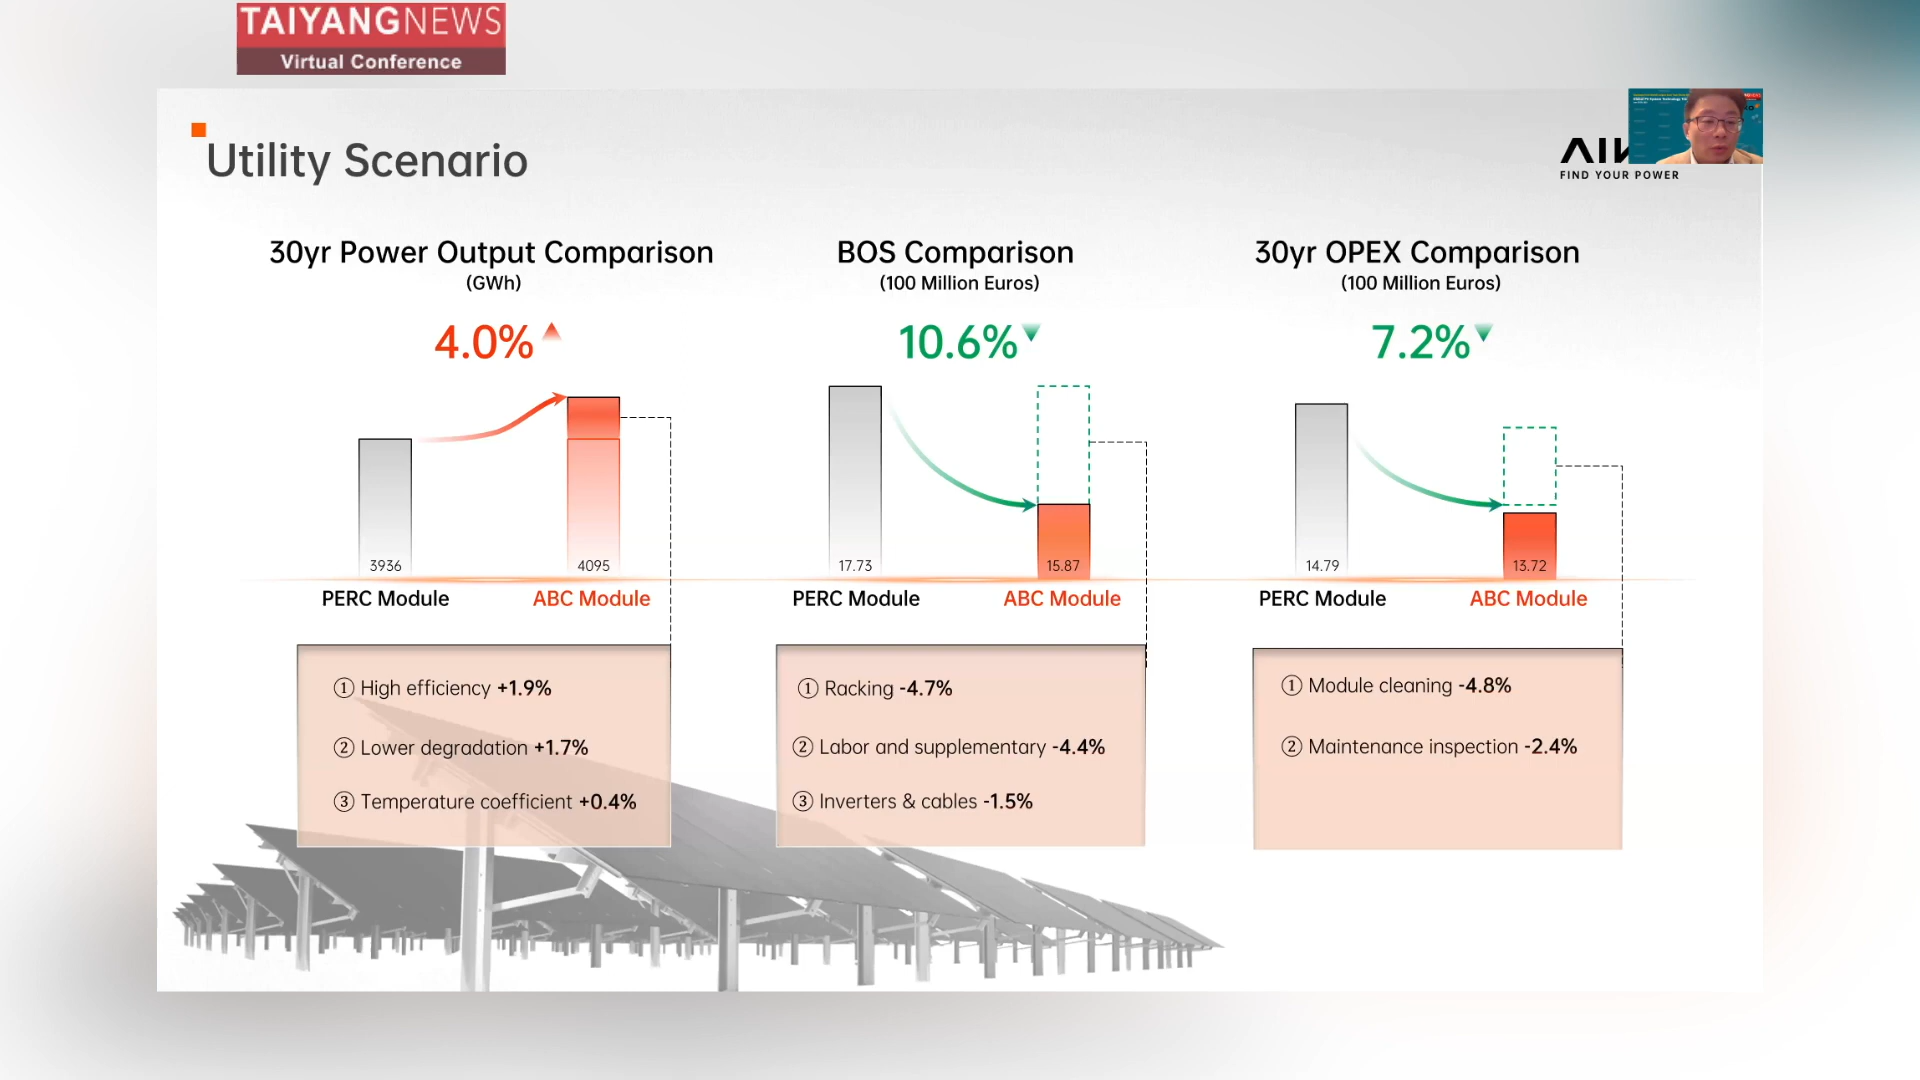 TAIYANGNEWS
Virtual Conference
Utility Scenario
FIND YOUR POWER
30yr Power Output Comparison
(GWh)
4.0%
3936
4095
PERC Module
ABC Module
① High efficiency +1.9%
② Lower degradation +1.7%
③ Temperature coefficient +0.4%
BOS Comparison
(100 Million Euros)
10.6%
17.73
15.87
PERC Module
ABC Module
① Racking -4.7%
② Labor and supplementary -4.4%
③ Inverters & cables -1.5%
30yr OPEX Comparison
(100 Million Euros)
7.2%
14.79
13.72
PERC Module
ABC Module
① Module cleaning -4.8%
② Maintenance inspection -2.4%